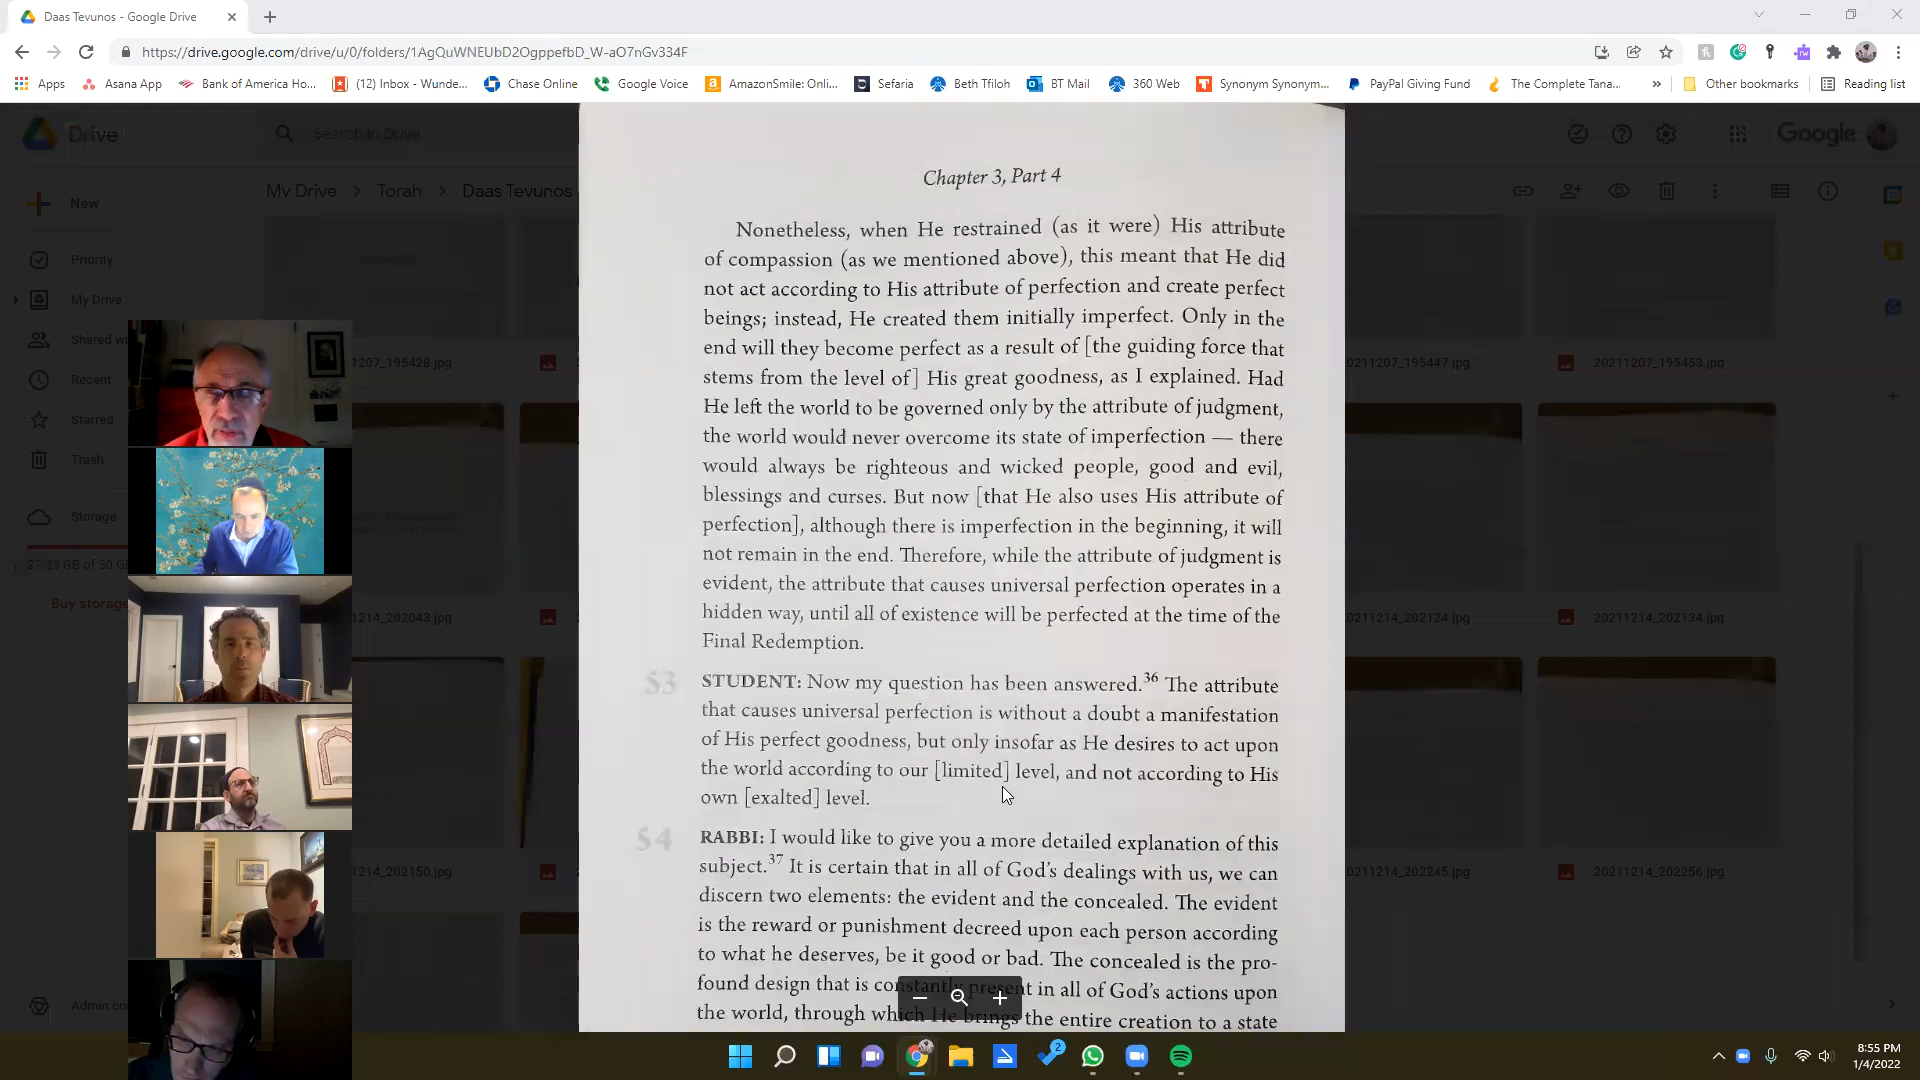 Daas Tevunos - Google Drive
https://drive.google.com/drive/u/0/folders/1AgQuWNEUbD2OgppefbD_W-aO7nGv334F
Apps Asana App Bank of America Ho... (12) Inbox - Wunde... Chase Online Google Voice AmazonSmile: Onli... Sefaria Beth Tfiloh BT Mail 360 Web Synonym Synonym... PayPal Giving Fund The Complete Tana... » Other bookmarks Reading list
Drive Search in Drive Google
My Drive > Torah > Daas Tevunos
New
Priority
My Drive
Shared w
Recent
Starred
Trash
Storage
GB of 30 G
Buy storage
Admin co
1207_195428.jpg
1214_202043.jpg
1214_202150.jpg
0211207_195447.jpg
20211207_195453.jpg
0211214_202124.jpg
20211214_202134.jpg
0211214_202245.jpg
20211214_202256.jpg
Chapter 3, Part 4
Nonetheless, when He restrained (as it were) His attribute
of compassion (as we mentioned above), this meant that He did
not act according to His attribute of perfection and create perfect
beings; instead, He created them initially imperfect. Only in the
end will they become perfect as a result of [the guiding force that
stems from the level of] His great goodness, as I explained. Had
He left the world to be governed only by the attribute of judgment,
the world would never overcome its state of imperfection — there
would always be righteous and wicked people, good and evil,
blessings and curses. But now [that He also uses His attribute of
perfection], although there is imperfection in the beginning, it will
not remain in the end. Therefore, while the attribute of judgment is
evident, the attribute that causes universal perfection operates in a
hidden way, until all of existence will be perfected at the time of the
Final Redemption.
53 STUDENT: Now my question has been answered.36 The attribute
that causes universal perfection is without a doubt a manifestation
of His perfect goodness, but only insofar as He desires to act upon
the world according to our [limited] level, and not according to His
own [exalted] level.
54 RABBI: I would like to give you a more detailed explanation of this
subject.37 It is certain that in all of God's dealings with us, we can
discern two elements: the evident and the concealed. The evident
is the reward or punishment decreed upon each person according
to what he deserves, be it good or bad. The concealed is the pro-
found design that is constantly present in all of God's actions upon
the world, through which He brings the entire creation to a state
2
8:55 PM
1/4/2022